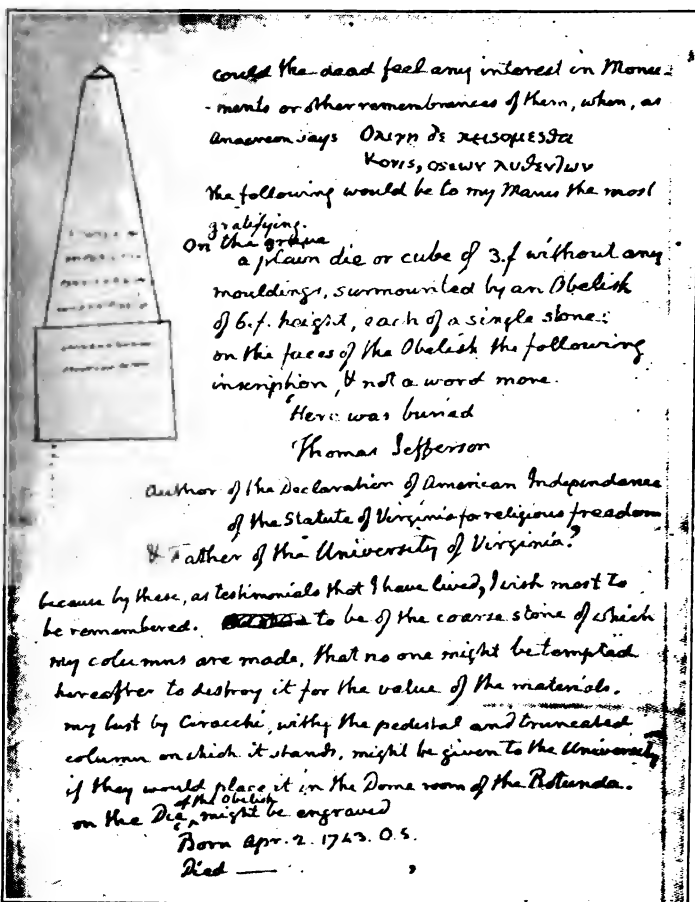 could the dead feel any interest in Monu-
-ments or other remembrances of them, when, as
Anacreon says Ολιγη δε κεισομεσθα
Κονις, οστεων λυθεντων
the following would be to my Manes the most
gratifying.
On the grave
a plain die or cube of 3.f without any
mouldings, surmounted by an Obelisk
of 6.f. height, each of a single stone:
on the faces of the Obelisk the following
inscription, & not a word more.
'Here was buried
Thomas Jefferson
Author of the Declaration of American Independance
of the Statute of Virginia for religious freedom
& Father of the University of Virginia.'
because by these, as testimonials that I have lived, I wish most to
be remembered. to be of the coarse stone of which
my columns are made, that no one might be tempted
hereafter to destroy it for the value of the materials.
my bust by Ciracchi, with the pedestal and truncated
column on which it stands, might be given to the University
if they would place it in the Dome room of the Rotunda.
on the Die of the Obelisk might be engraved
Born Apr. 2. 1743. O.S.
Died —